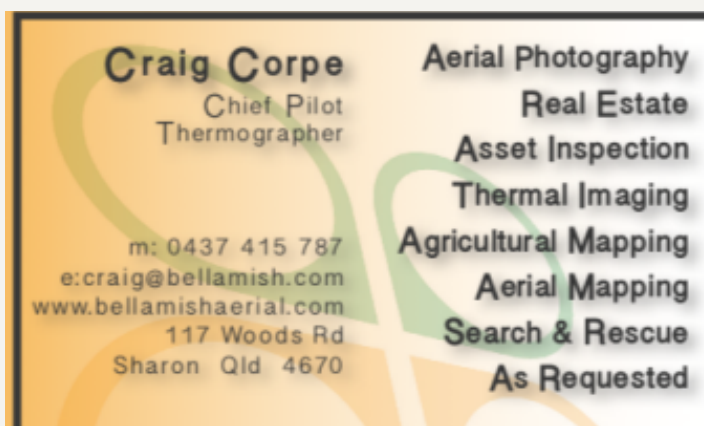 Craig Corpe
Chief Pilot
Thermographer
m: 0437 415 787
e:craig@bellamish.com
www.bellamishaerial.com
117 Woods Rd
Sharon Qld 4670
Aerial Photography
Real Estate
Asset Inspection
Thermal Imaging
Agricultural Mapping
Aerial Mapping
Search & Rescue
As Requested